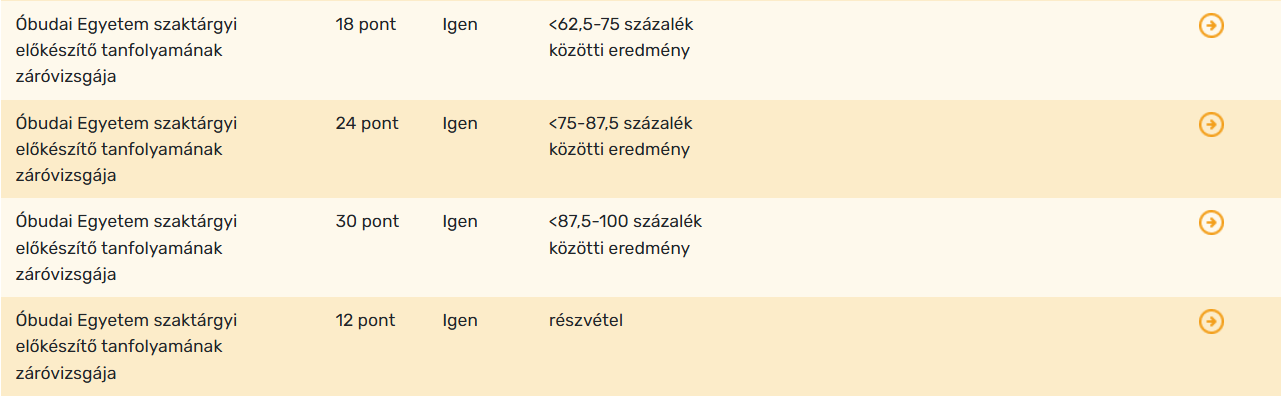 Óbudai Egyetem szaktárgyi 18 pont Igen <62,5-75 százalék
előkészítő tanfolyamának közötti eredmény
záróvizsgája
Óbudai Egyetem szaktárgyi 24 pont Igen <75-87,5 százalék
előkészítő tanfolyamának közötti eredmény
záróvizsgája
Óbudai Egyetem szaktárgyi 30 pont Igen <87,5-100 százalék
előkészítő tanfolyamának közötti eredmény
záróvizsgája
Óbudai Egyetem szaktárgyi 12 pont Igen részvétel
előkészítő tanfolyamának
záróvizsgája